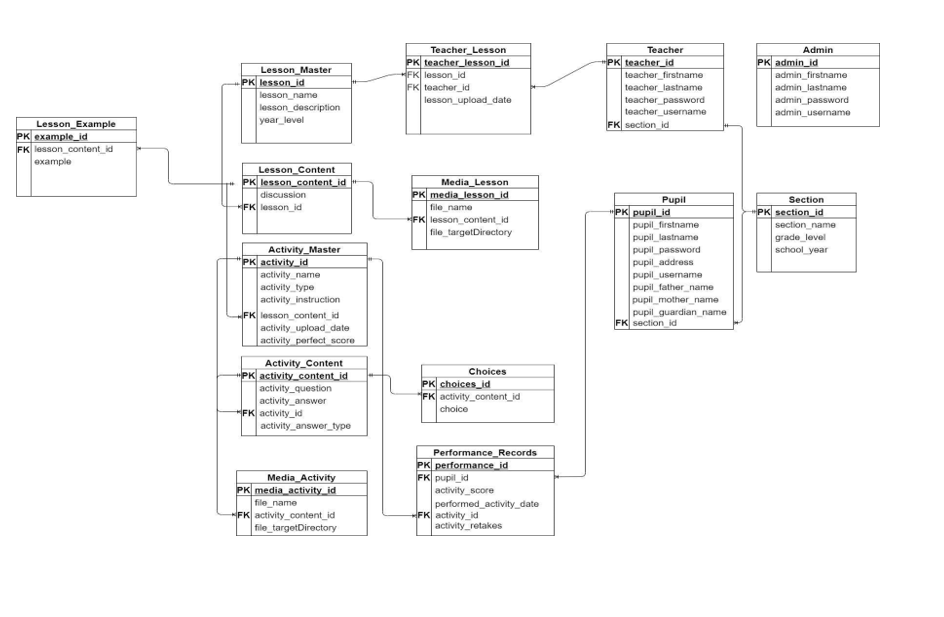 Lesson_Example
PK example_id
FK lesson_content_id
example
Lesson_Master
PK lesson_id
lesson_name
lesson_description
year_level
Lesson_Content
PK lesson_content_id
discussion
FK lesson_id
Activity_Master
PK activity_id
activity_name
activity_type
activity_instruction
FK lesson_content_id
activity_upload_date
activity_perfect_score
Activity_Content
PK activity_content_id
activity_question
activity_answer
FK activity_id
activity_answer_type
Media_Activity
PK media_activity_id
file_name
FK activity_content_id
file_targetDirectory
Teacher_Lesson
PK teacher_lesson_id
FK lesson_id
FK teacher_id
lesson_upload_date
Media_Lesson
PK media_lesson_id
file_name
FK lesson_content_id
file_targetDirectory
Choices
PK choices_id
FK activity_content_id
choice
Performance_Records
PK performance_id
FK pupil_id
activity_score
performed_activity_date
FK activity_id
activity_retakes
Teacher
PK teacher_id
teacher_firstname
teacher_lastname
teacher_password
teacher_username
FK section_id
Pupil
PK pupil_id
pupil_firstname
pupil_lastname
pupil_password
pupil_address
pupil_username
pupil_father_name
pupil_mother_name
pupil_guardian_name
FK section_id
Admin
PK admin_id
admin_firstname
admin_lastname
admin_password
admin_username
Section
PK section_id
section_name
grade_level
school_year